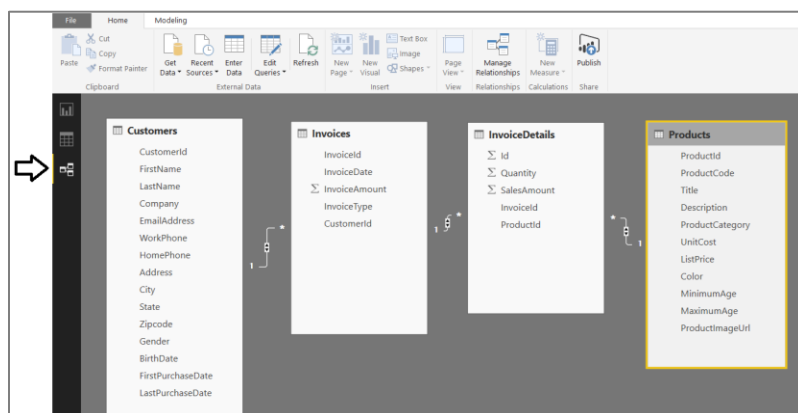 File Home Modeling
Paste
Cut
Copy
Format Painter
Clipboard
Get Data
Recent Sources
Enter Data
Edit Queries
Refresh
External Data
New Page
New Visual
Text Box
Image
Shapes
Insert
Page View
View
Manage Relationships
Relationships
New Measure
Calculations
Publish
Share
Customers
CustomerId
FirstName
LastName
Company
EmailAddress
WorkPhone
HomePhone
Address
City
State
Zipcode
Gender
BirthDate
FirstPurchaseDate
LastPurchaseDate
1
*
Invoices
InvoiceId
InvoiceDate
Σ InvoiceAmount
InvoiceType
CustomerId
1
*
InvoiceDetails
Σ Id
Σ Quantity
Σ SalesAmount
InvoiceId
ProductId
*
1
Products
ProductId
ProductCode
Title
Description
ProductCategory
UnitCost
ListPrice
Color
MinimumAge
MaximumAge
ProductImageUrl